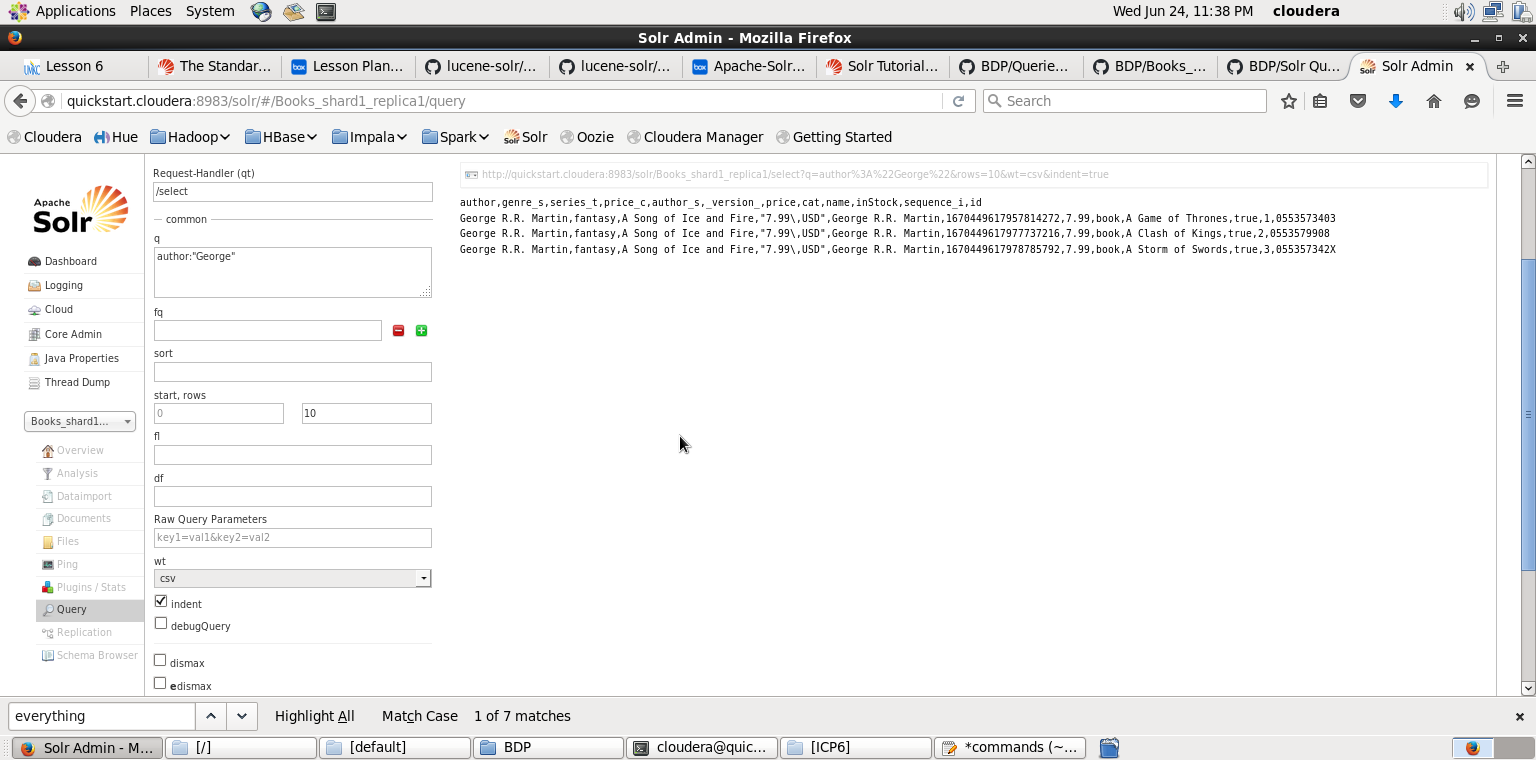 Applications Places System Wed Jun 24, 11:38 PM cloudera
Solr Admin - Mozilla Firefox
Lesson 6 The Standar... Lesson Plan... lucene-solr/... lucene-solr/... Apache-Solr... Solr Tutorial... BDP/Querie... BDP/Books_... BDP/Solr Qu... Solr Admin
quickstart.cloudera:8983/solr/#/Books_shard1_replica1/query Search
Cloudera Hue Hadoop HBase Impala Spark Solr Oozie Cloudera Manager Getting Started
Apache
Solr
Dashboard
Logging
Cloud
Core Admin
Java Properties
Thread Dump
Books_shard1...
Overview
Analysis
Dataimport
Documents
Files
Ping
Plugins / Stats
Query
Replication
Schema Browser
Request-Handler (qt)
/select
common
q
author:"George"
fq
sort
start, rows
0 10
fl
df
Raw Query Parameters
key1=val1&key2=val2
wt
csv
indent
debugQuery
dismax
edismax
http://quickstart.cloudera:8983/solr/Books_shard1_replica1/select?q=author%3A%22George%22&rows=10&wt=csv&indent=true
author,genre_s,series_t,price_c,author_s,_version_,price,cat,name,inStock,sequence_i,id
George R.R. Martin,fantasy,A Song of Ice and Fire,"7.99\,USD",George R.R. Martin,1670449617957814272,7.99,book,A Game of Thrones,true,1,0553573403
George R.R. Martin,fantasy,A Song of Ice and Fire,"7.99\,USD",George R.R. Martin,1670449617977737216,7.99,book,A Clash of Kings,true,2,0553579908
George R.R. Martin,fantasy,A Song of Ice and Fire,"7.99\,USD",George R.R. Martin,1670449617978785792,7.99,book,A Storm of Swords,true,3,055357342X
everything Highlight All Match Case 1 of 7 matches
Solr Admin - M... [/] [default] BDP cloudera@quic... [ICP6] *commands (~...